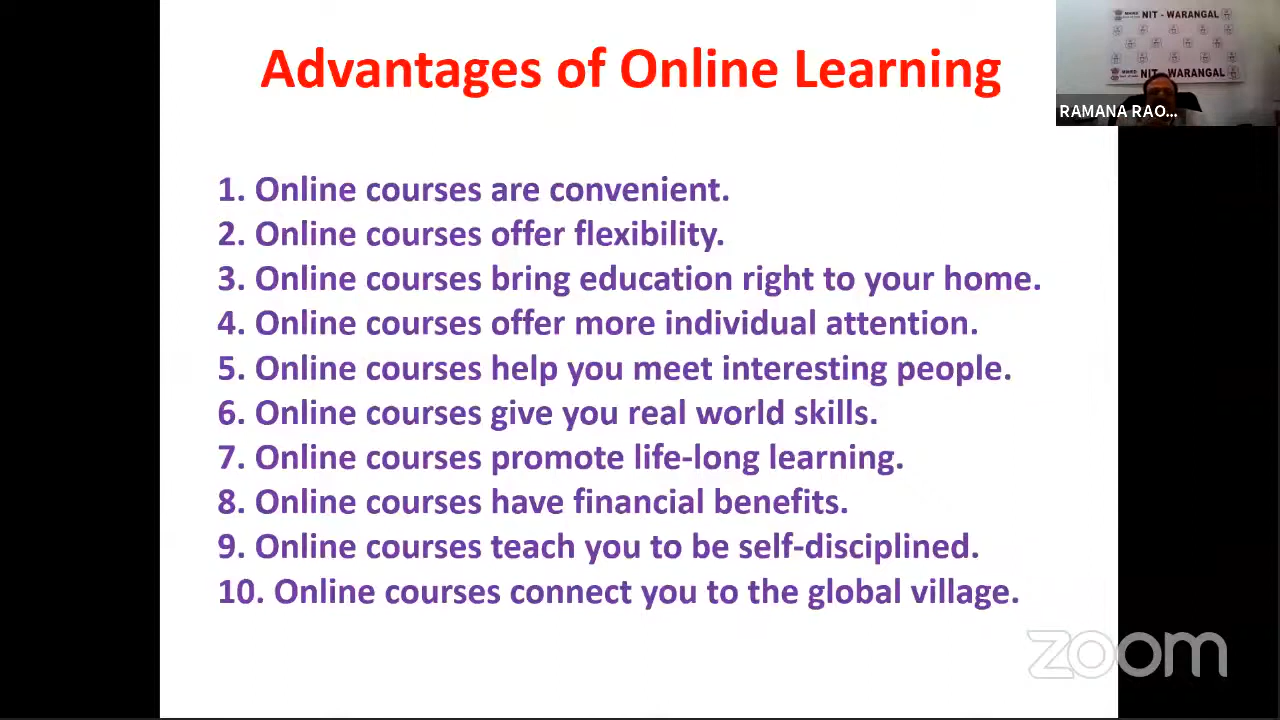 Advantages of Online Learning
NIT - WARANGAL
NIT - WARANGAL
RAMANA RAO...
1. Online courses are convenient.
2. Online courses offer flexibility.
3. Online courses bring education right to your home.
4. Online courses offer more individual attention.
5. Online courses help you meet interesting people.
6. Online courses give you real world skills.
7. Online courses promote life-long learning.
8. Online courses have financial benefits.
9. Online courses teach you to be self-disciplined.
10. Online courses connect you to the global village.
zoom